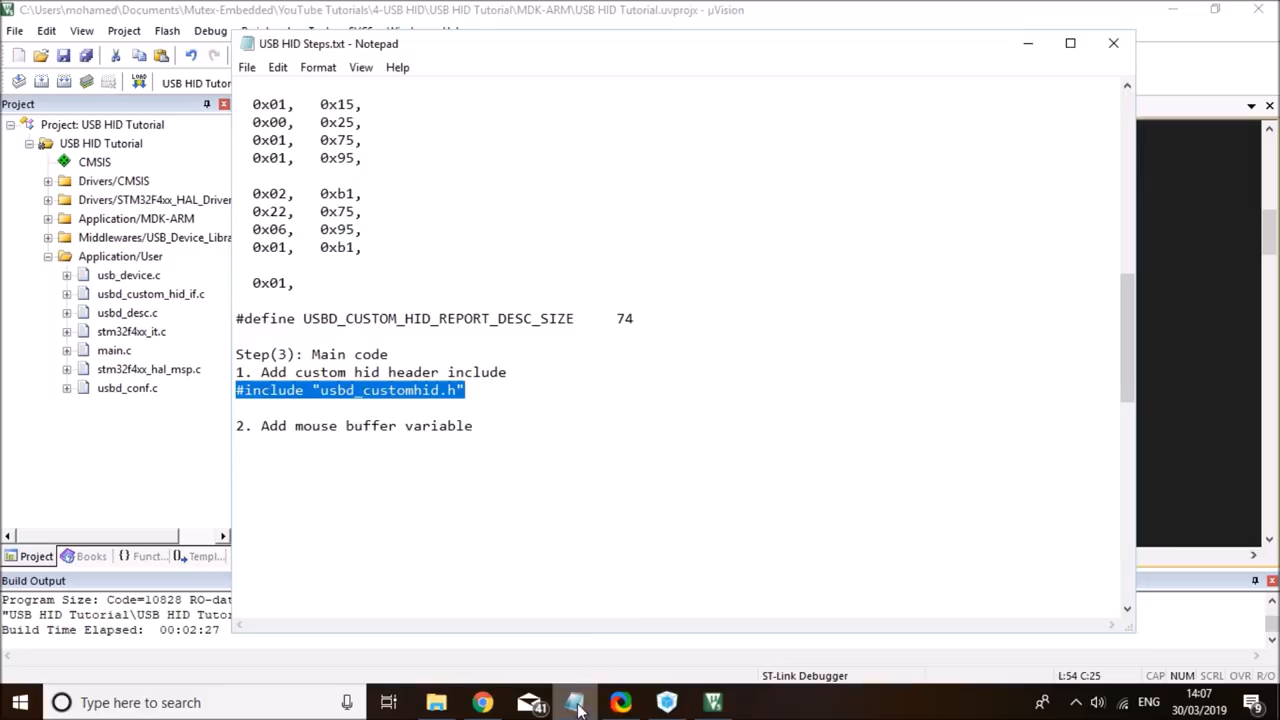 C:\Users\mohamed\Documents\Mutex-Embedded\YouTube Tutorials\4-USB HID\USB HID Tutorial\MDK-ARM\USB HID Tutorial.uvprojx - µVision
File Edit View Project Flash Debug
USB HID Steps.txt - Notepad
File Edit Format View Help
LOAD
USB HID Tutor
Project
Project: USB HID Tutorial
USB HID Tutorial
CMSIS
Drivers/CMSIS
Drivers/STM32F4xx_HAL_Driver
Application/MDK-ARM
Middlewares/USB_Device_Libra
Application/User
usb_device.c
usbd_custom_hid_if.c
usbd_desc.c
stm32f4xx_it.c
main.c
stm32f4xx_hal_msp.c
usbd_conf.c
0x01, 0x15,
0x00, 0x25,
0x01, 0x75,
0x01, 0x95,
0x02, 0xb1,
0x22, 0x75,
0x06, 0x95,
0x01, 0xb1,
0x01,
#define USBD_CUSTOM_HID_REPORT_DESC_SIZE 74
Step(3): Main code
1. Add custom hid header include
#include "usbd_customhid.h"
2. Add mouse buffer variable
Project Books {} Funct... Templ...
Build Output
Program Size: Code=10828 RO-dat
"USB HID Tutorial\USB HID Tutor
Build Time Elapsed: 00:02:27
ST-Link Debugger L:54 C:25 CAP NUM SCRL OVR R/O
Type here to search
41
ENG
14:07
30/03/2019
9